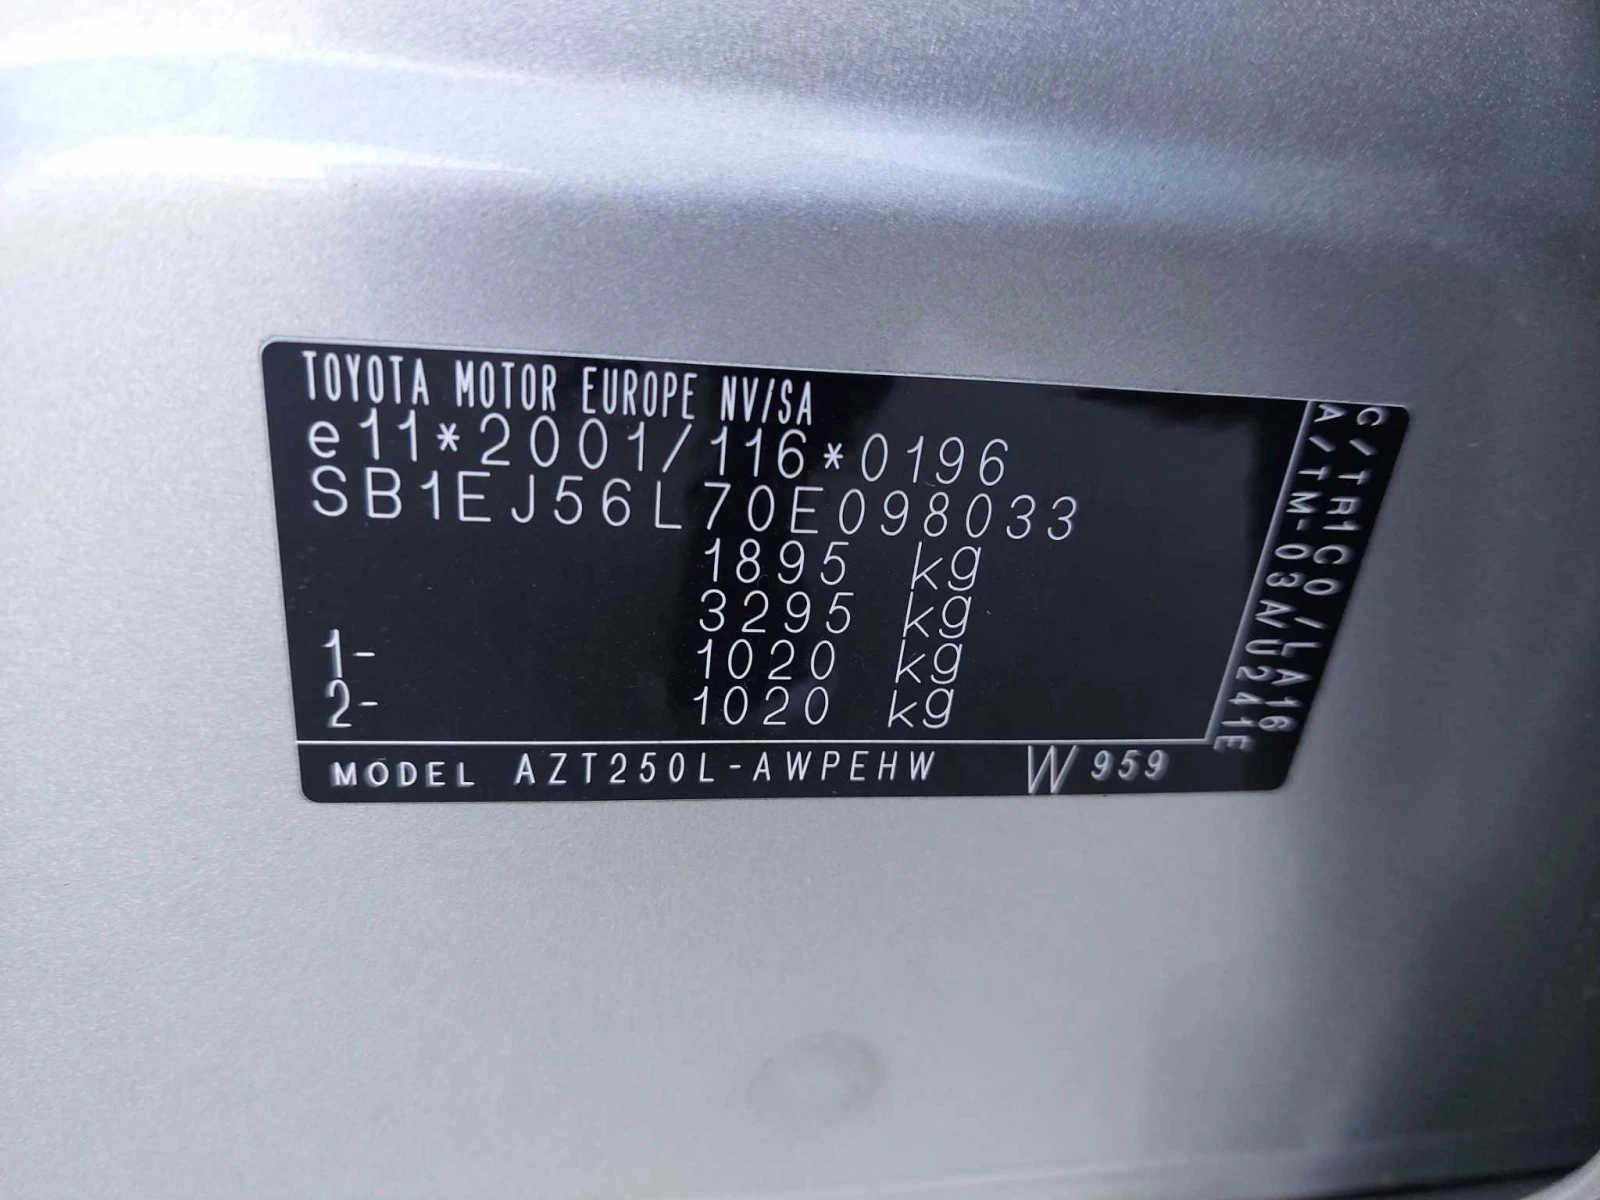 TOYOTA MOTOR EUROPE NV/SA
e11*2001/116*0196
SB1EJ56L70E098033
1895 kg
3295 kg
1- 1020 kg
2- 1020 kg
MODEL AZT250L-AWPEHW W959
C/TR1C0/LA16
A/TM-03A/U241E